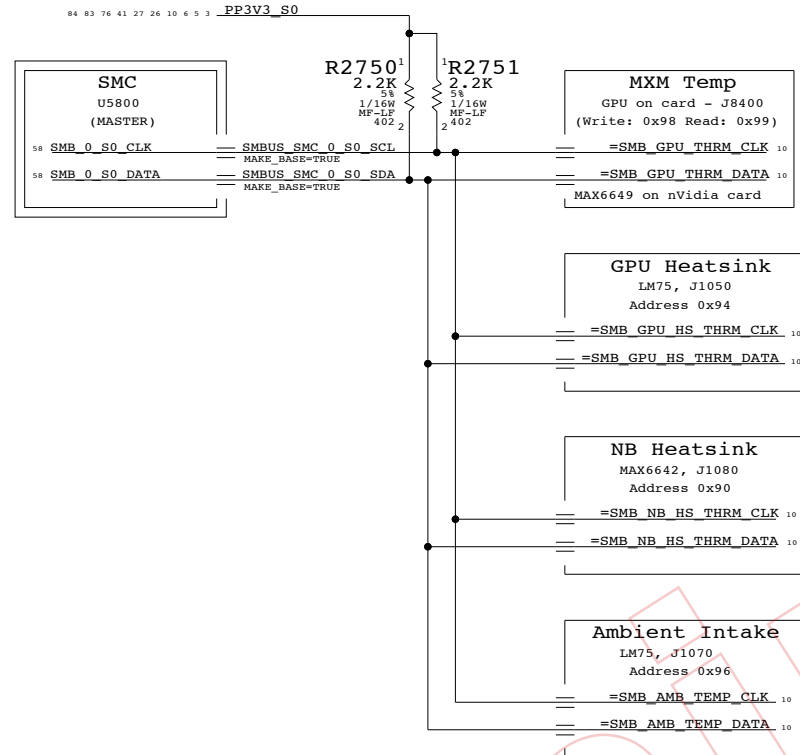 84 83 76 41 27 26 10 6 5 3 PP3V3_S0
R2750 1
2.2K
5%
1/16W
MF-LF
402
2
1 R2751
2.2K
5%
1/16W
MF-LF
2 402
SMC
U5800
(MASTER)
58 SMB_0_S0_CLK
SMBUS_SMC_0_S0_SCL
MAKE_BASE=TRUE
58 SMB_0_S0_DATA
SMBUS_SMC_0_S0_SDA
MAKE_BASE=TRUE
MXM Temp
GPU on card - J8400
(Write: 0x98 Read: 0x99)
=SMB_GPU_THRM_CLK 10
=SMB_GPU_THRM_DATA 10
MAX6649 on nVidia card
GPU Heatsink
LM75, J1050
Address 0x94
=SMB_GPU_HS_THRM_CLK 10
=SMB_GPU_HS_THRM_DATA 10
NB Heatsink
MAX6642, J1080
Address 0x90
=SMB_NB_HS_THRM_CLK 10
=SMB_NB_HS_THRM_DATA 10
Ambient Intake
LM75, J1070
Address 0x96
=SMB_AMB_TEMP_CLK 10
=SMB_AMB_TEMP_DATA 10